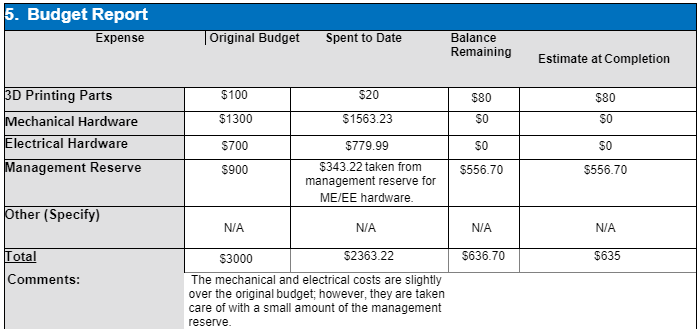 5. Budget Report
Expense Original Budget Spent to Date Balance Remaining Estimate at Completion
3D Printing Parts $100 $20 $80 $80
Mechanical Hardware $1300 $1563.23 $0 $0
Electrical Hardware $700 $779.99 $0 $0
Management Reserve $900 $343.22 taken from management reserve for ME/EE hardware. $556.70 $556.70
Other (Specify) N/A N/A N/A N/A
Total $3000 $2363.22 $636.70 $635
Comments: The mechanical and electrical costs are slightly
over the original budget; however, they are taken
care of with a small amount of the management
reserve.